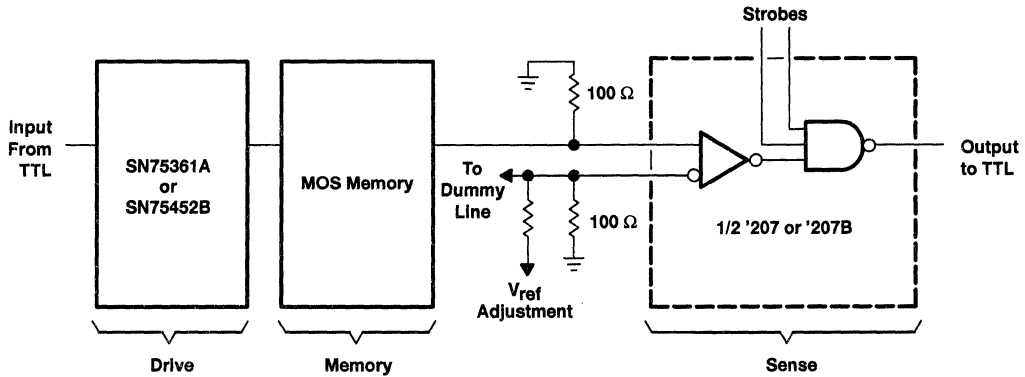 Strobes
Input
From
TTL
SN75361A
or
SN75452B
MOS Memory
100 Ω
To
Dummy
Line
100 Ω
Vref
Adjustment
1/2 '207 or '207B
Output
to TTL
Drive
Memory
Sense